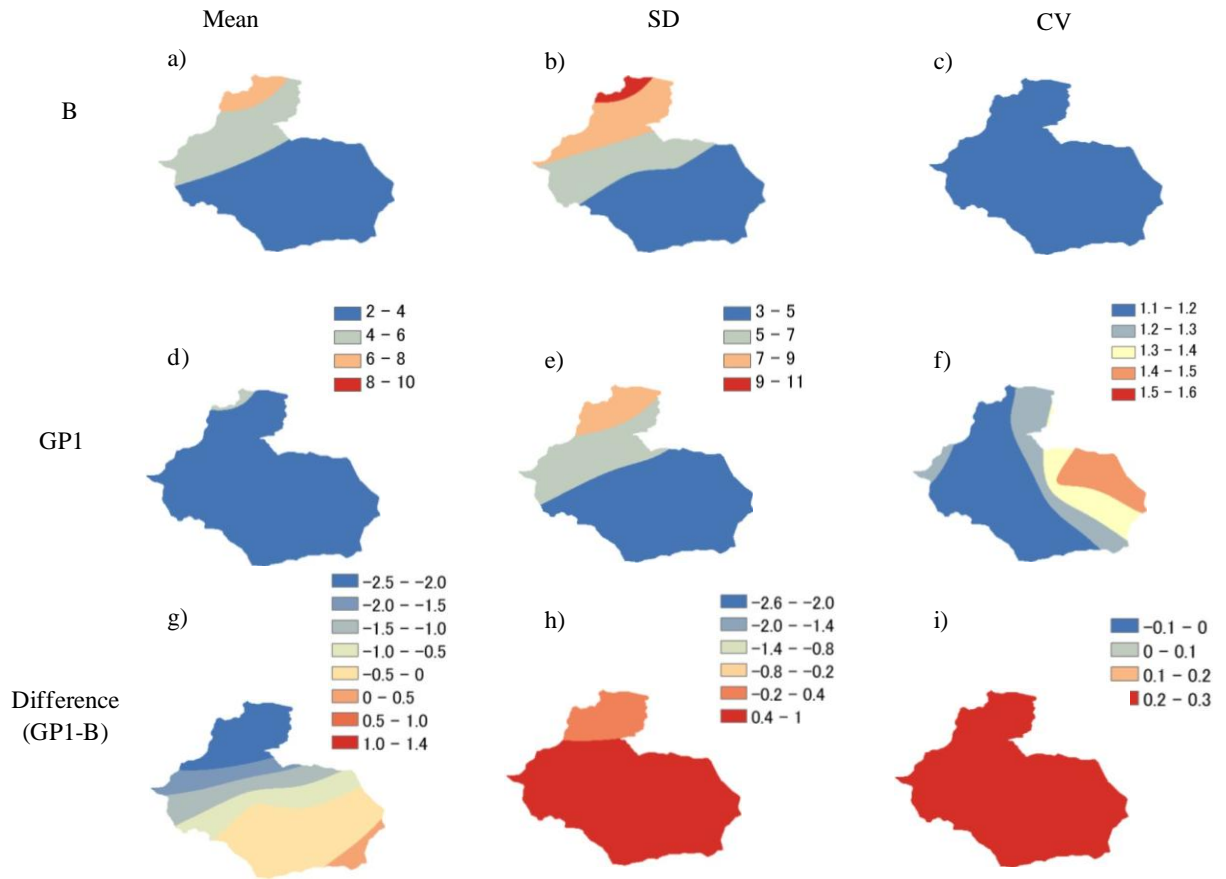 Mean
SD
CV
a)
b)
c)
B
2 – 4
4 – 6
6 – 8
8 – 10
3 – 5
5 – 7
7 – 9
9 – 11
1.1 – 1.2
1.2 – 1.3
1.3 – 1.4
1.4 – 1.5
1.5 – 1.6
d)
e)
f)
GP1
-2.5 – -2.0
-2.0 – -1.5
-1.5 – -1.0
-1.0 – -0.5
-0.5 – 0
0 – 0.5
0.5 – 1.0
1.0 – 1.4
-2.6 – -2.0
-2.0 – -1.4
-1.4 – -0.8
-0.8 – -0.2
-0.2 – 0.4
0.4 – 1
-0.1 – 0
0 – 0.1
0.1 – 0.2
0.2 – 0.3
g)
h)
i)
Difference
(GP1-B)